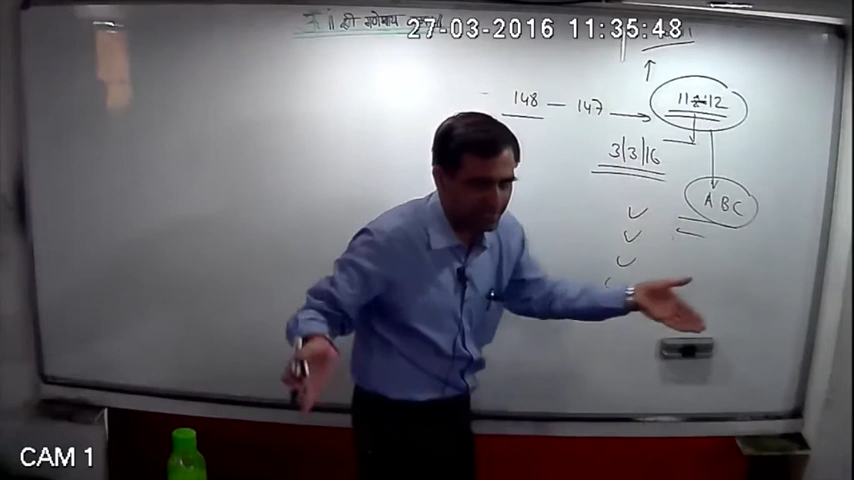 27-03-2016 11:35:48
148 — 147 → 11-12
3/3/16
ABC
CAM 1